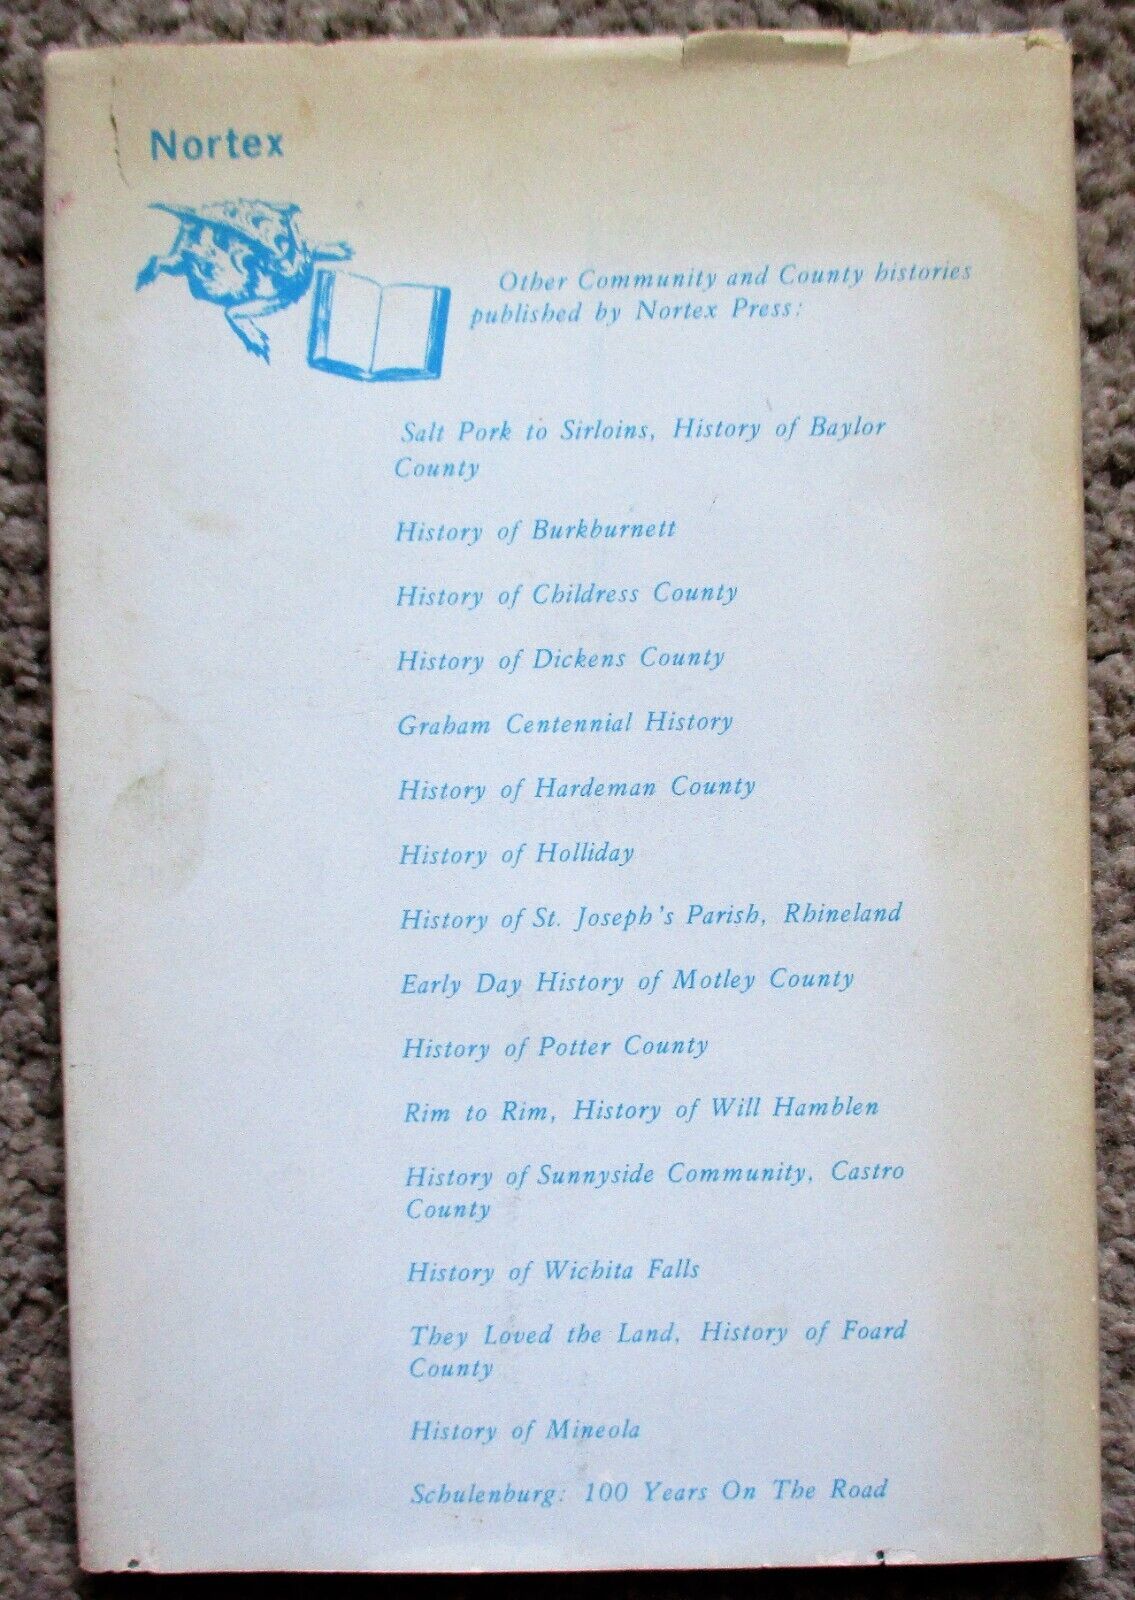 Nortex
Other Community and County histories
published by Nortex Press:
Salt Pork to Sirloins, History of Baylor
County
History of Burkburnett
History of Childress County
History of Dickens County
Graham Centennial History
History of Hardeman County
History of Holliday
History of St. Joseph's Parish, Rhineland
Early Day History of Motley County
History of Potter County
Rim to Rim, History of Will Hamblen
History of Sunnyside Community, Castro
County
History of Wichita Falls
They Loved the Land, History of Foard
County
History of Mineola
Schulenburg: 100 Years On The Road